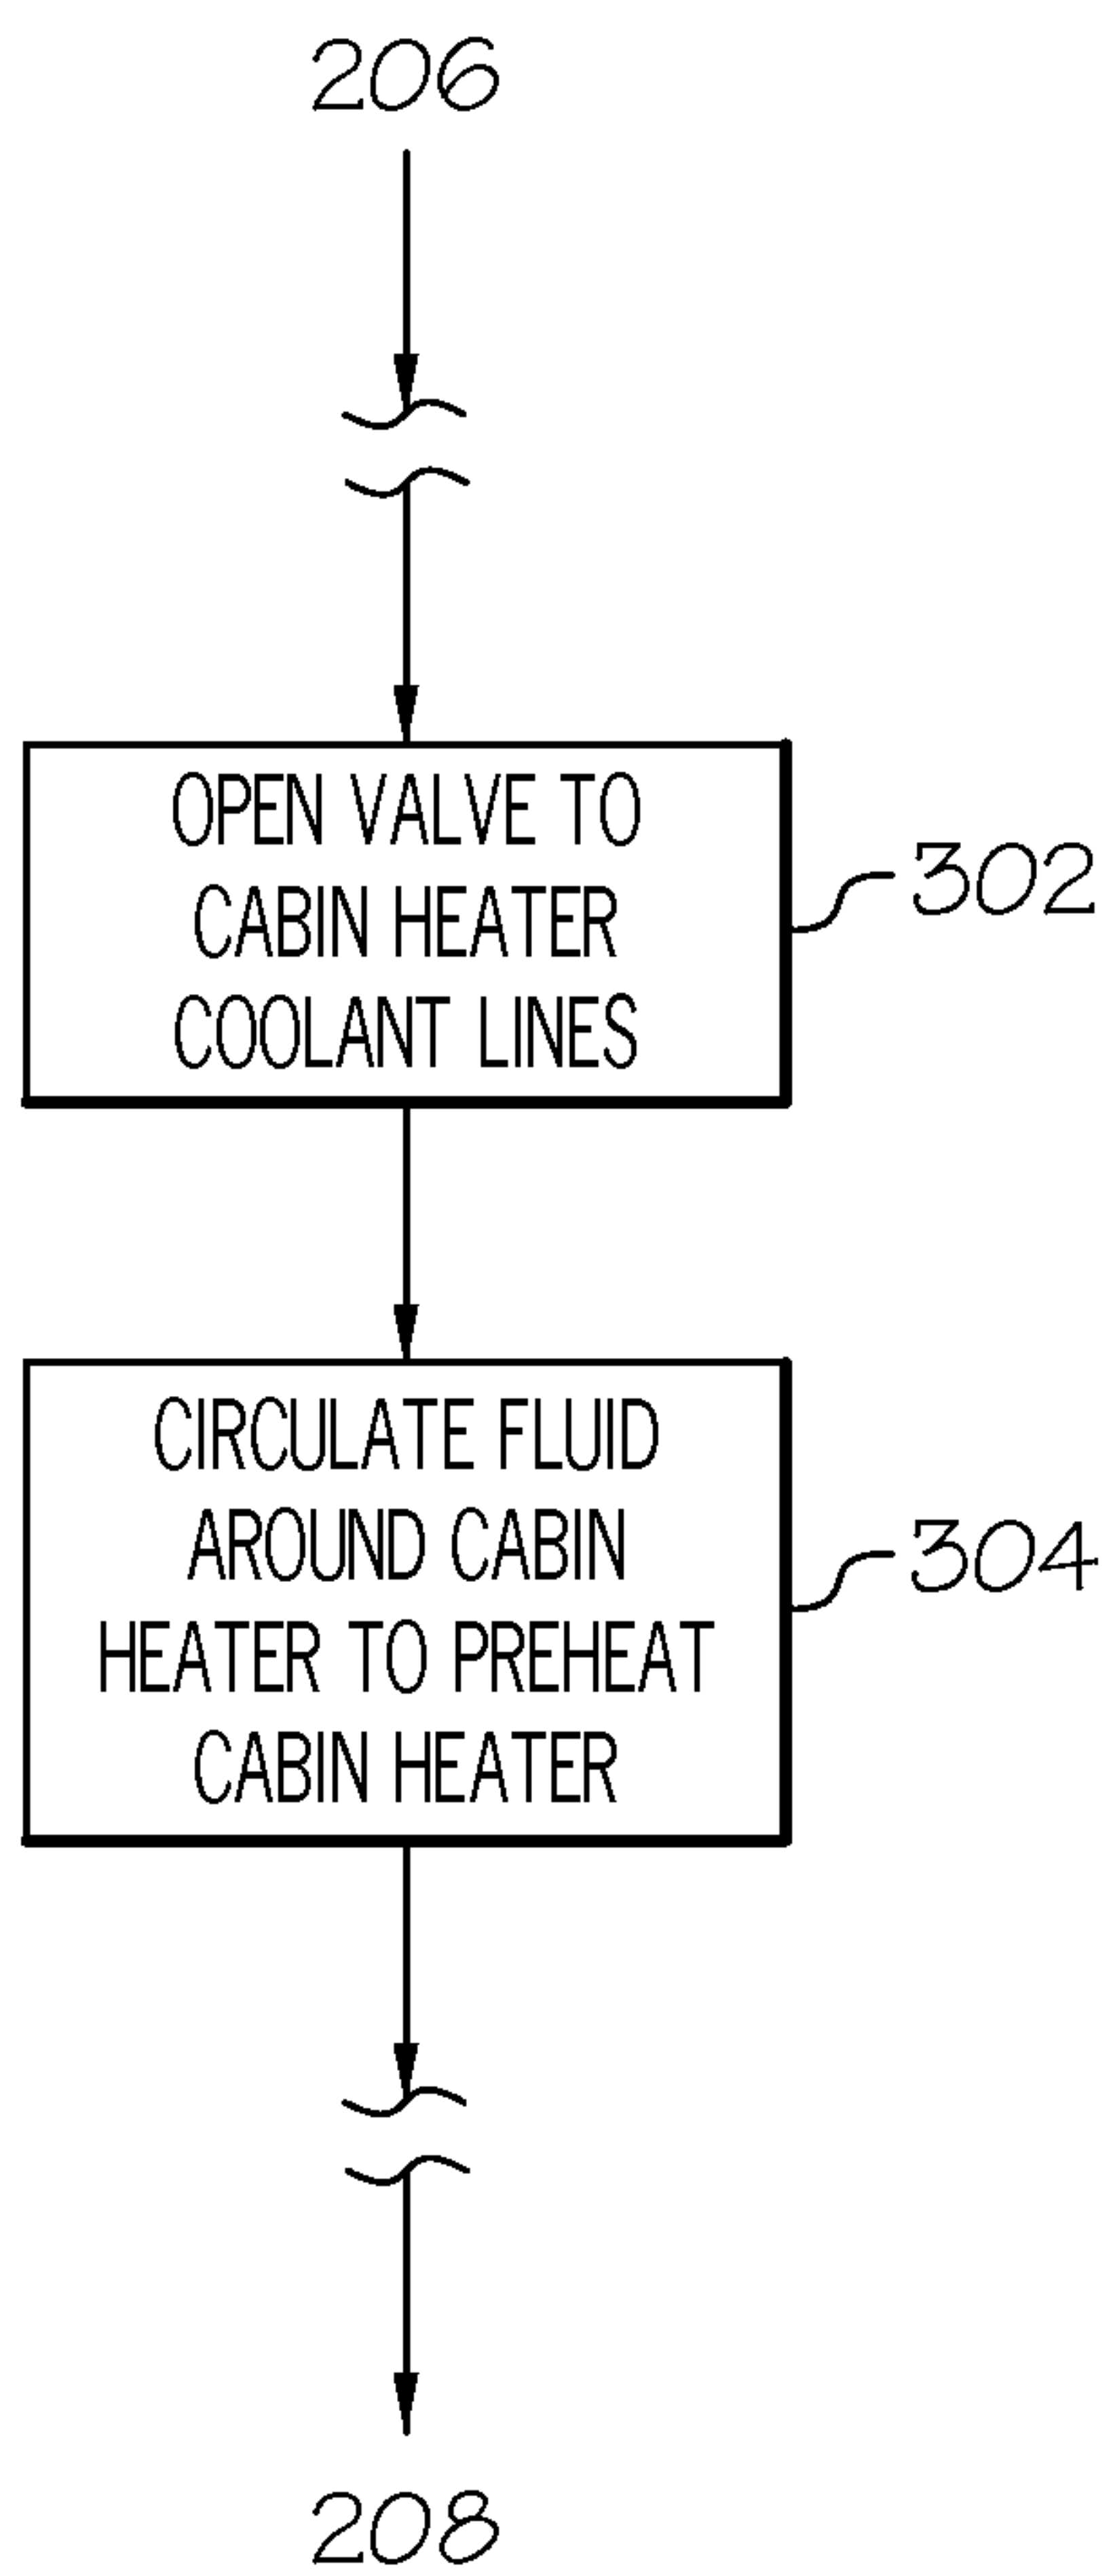 206
OPEN VALVE TO
CABIN HEATER
COOLANT LINES
302
CIRCULATE FLUID
AROUND CABIN
HEATER TO PREHEAT
CABIN HEATER
304
208